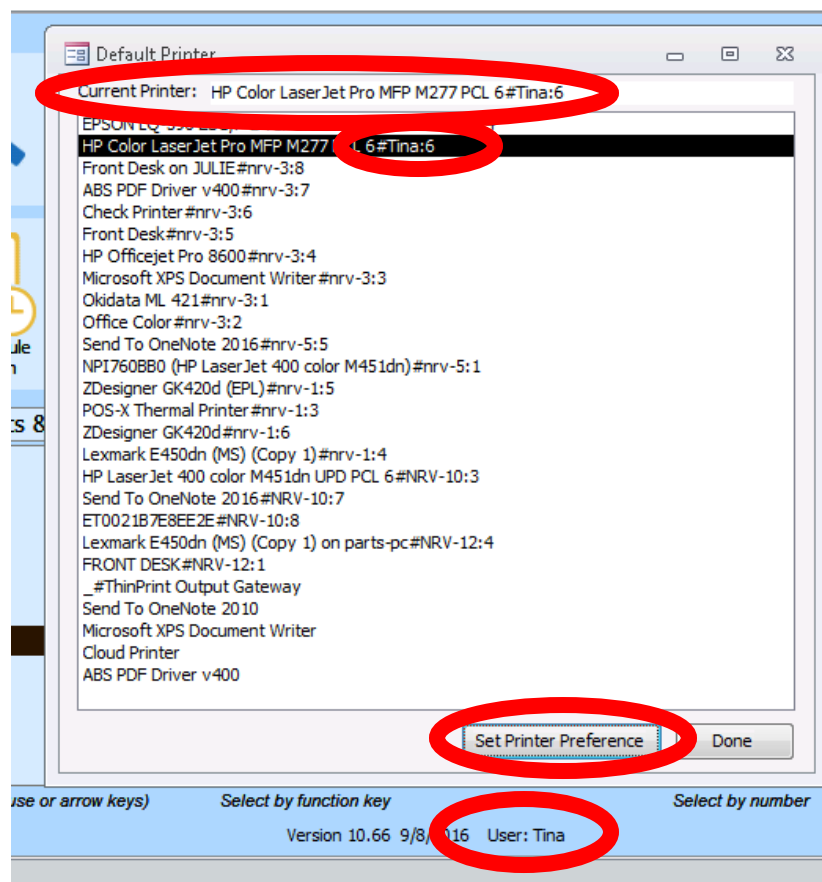 Default Printer
Current Printer: HP Color LaserJet Pro MFP M277 PCL 6#Tina:6
HP Color LaserJet Pro MFP M277 6#Tina:6
Front Desk on JULIE#nrv-3:8
ABS PDF Driver v400#nrv-3:7
Check Printer#nrv-3:6
Front Desk#nrv-3:5
HP Officejet Pro 8600#nrv-3:4
Microsoft XPS Document Writer#nrv-3:3
Okidata ML 421#nrv-3:1
Office Color#nrv-3:2
Send To OneNote 2016#nrv-5:5
NPI760BB0 (HP LaserJet 400 color M451dn)#nrv-5:1
ZDesigner GK420d (EPL)#nrv-1:5
POS-X Thermal Printer#nrv-1:3
ZDesigner GK420d#nrv-1:6
Lexmark E450dn (MS) (Copy 1)#nrv-1:4
HP LaserJet 400 color M451dn UPD PCL 6#NRV-10:3
Send To OneNote 2016#NRV-10:7
ET0021B7E8EE2E#NRV-10:8
Lexmark E450dn (MS) (Copy 1) on parts-pc#NRV-12:4
FRONT DESK#NRV-12:1
_#ThinPrint Output Gateway
Send To OneNote 2010
Microsoft XPS Document Writer
Cloud Printer
ABS PDF Driver v400
Set Printer Preference Done
or arrow keys) Select by function key Select by number
Version 10.66 9/8/ 16 User: Tina